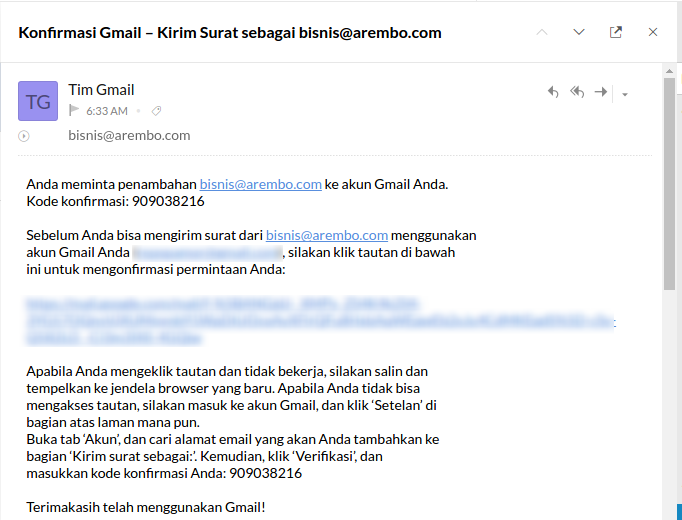 Konfirmasi Gmail – Kirim Surat sebagai bisnis@arembo.com
TG
Tim Gmail
6:33 AM
bisnis@arembo.com
Anda meminta penambahan bisnis@arembo.com ke akun Gmail Anda.
Kode konfirmasi: 909038216
Sebelum Anda bisa mengirim surat dari bisnis@arembo.com menggunakan
akun Gmail Anda , silakan klik tautan di bawah
ini untuk mengonfirmasi permintaan Anda:
Apabila Anda mengeklik tautan dan tidak bekerja, silakan salin dan
tempelkan ke jendela browser yang baru. Apabila Anda tidak bisa
mengakses tautan, silakan masuk ke akun Gmail, dan klik ‘Setelan’ di
bagian atas laman mana pun.
Buka tab ‘Akun’, dan cari alamat email yang akan Anda tambahkan ke
bagian ‘Kirim surat sebagai:’. Kemudian, klik ‘Verifikasi’, dan
masukkan kode konfirmasi Anda: 909038216
Terimakasih telah menggunakan Gmail!